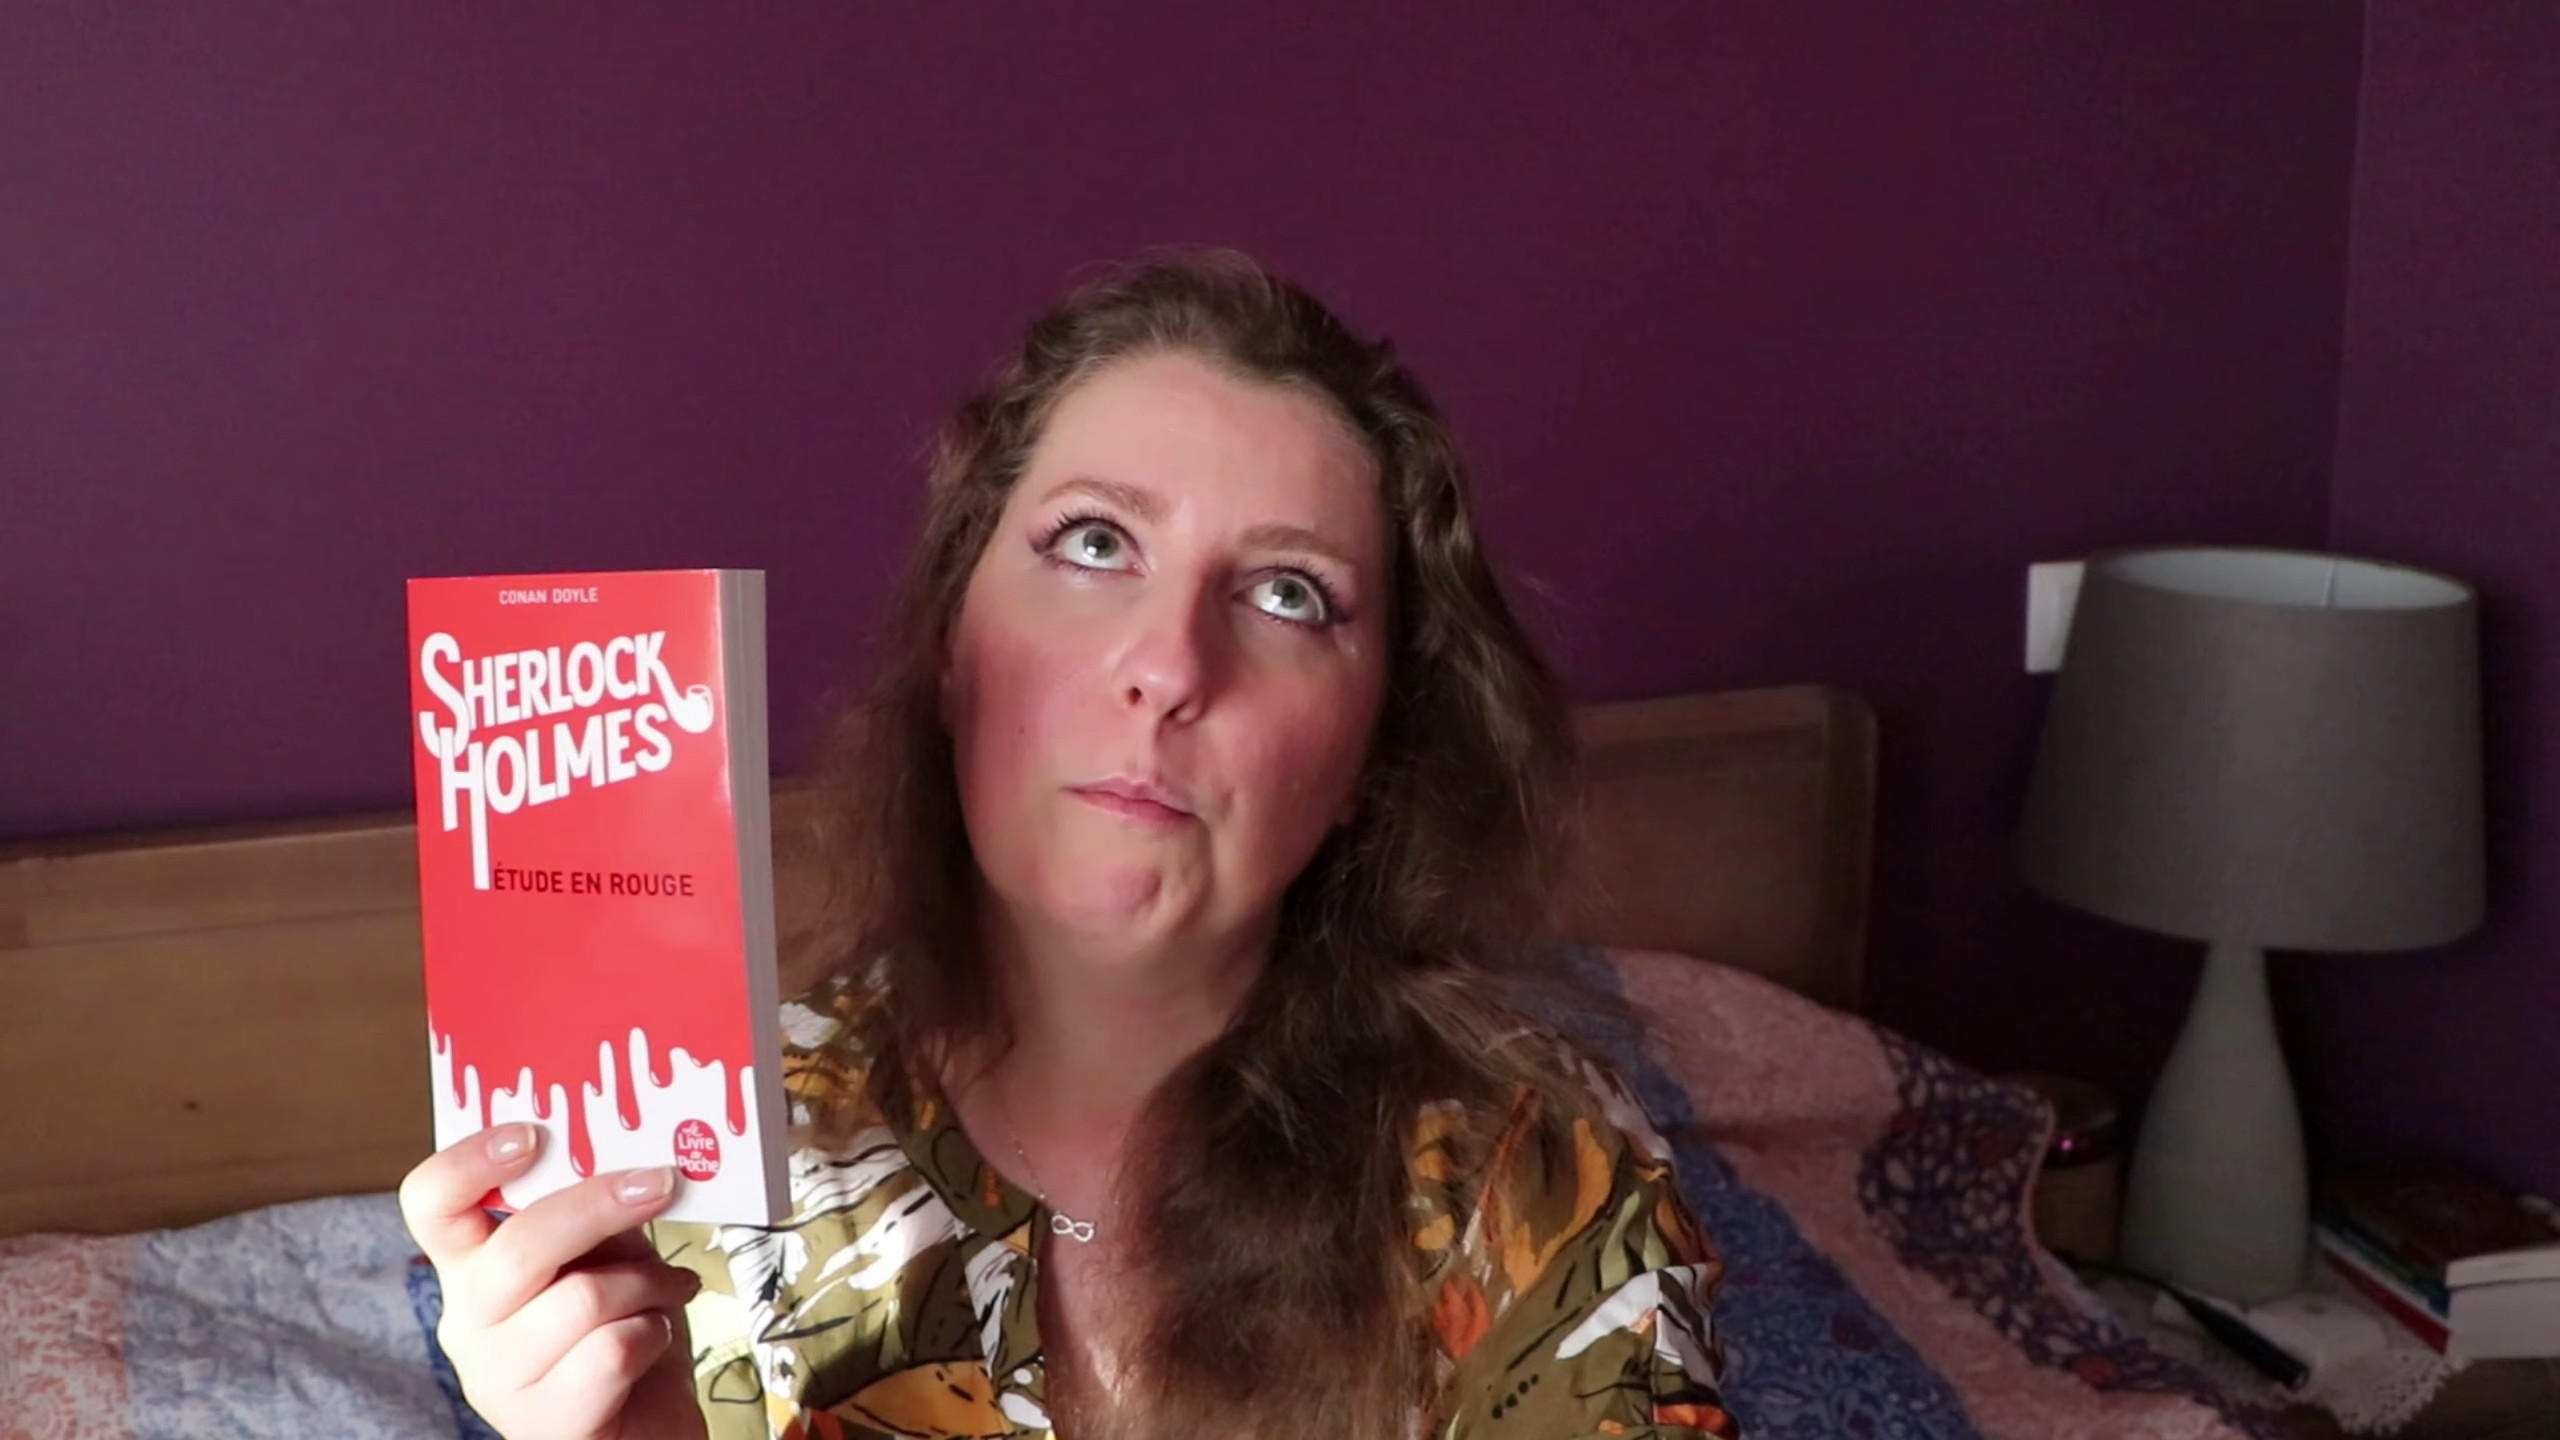 CONAN DOYLE
SHERLOCK
HOLMES
ÉTUDE EN ROUGE
Le
Livre
de
Poche